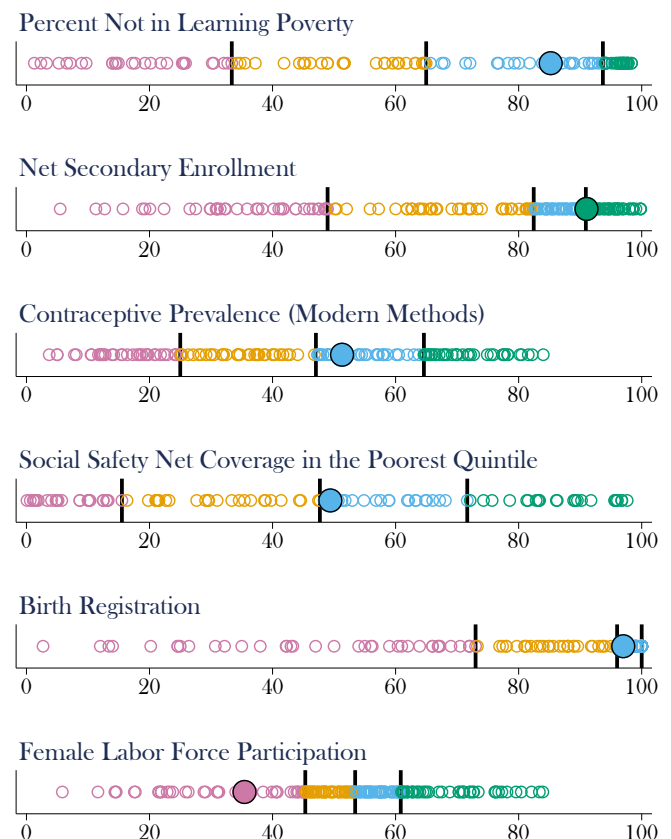 Percent Not in Learning Poverty
0 20 40 60 80 100
Net Secondary Enrollment
0 20 40 60 80 100
Contraceptive Prevalence (Modern Methods)
0 20 40 60 80 100
Social Safety Net Coverage in the Poorest Quintile
0 20 40 60 80 100
Birth Registration
0 20 40 60 80 100
Female Labor Force Participation
0 20 40 60 80 100